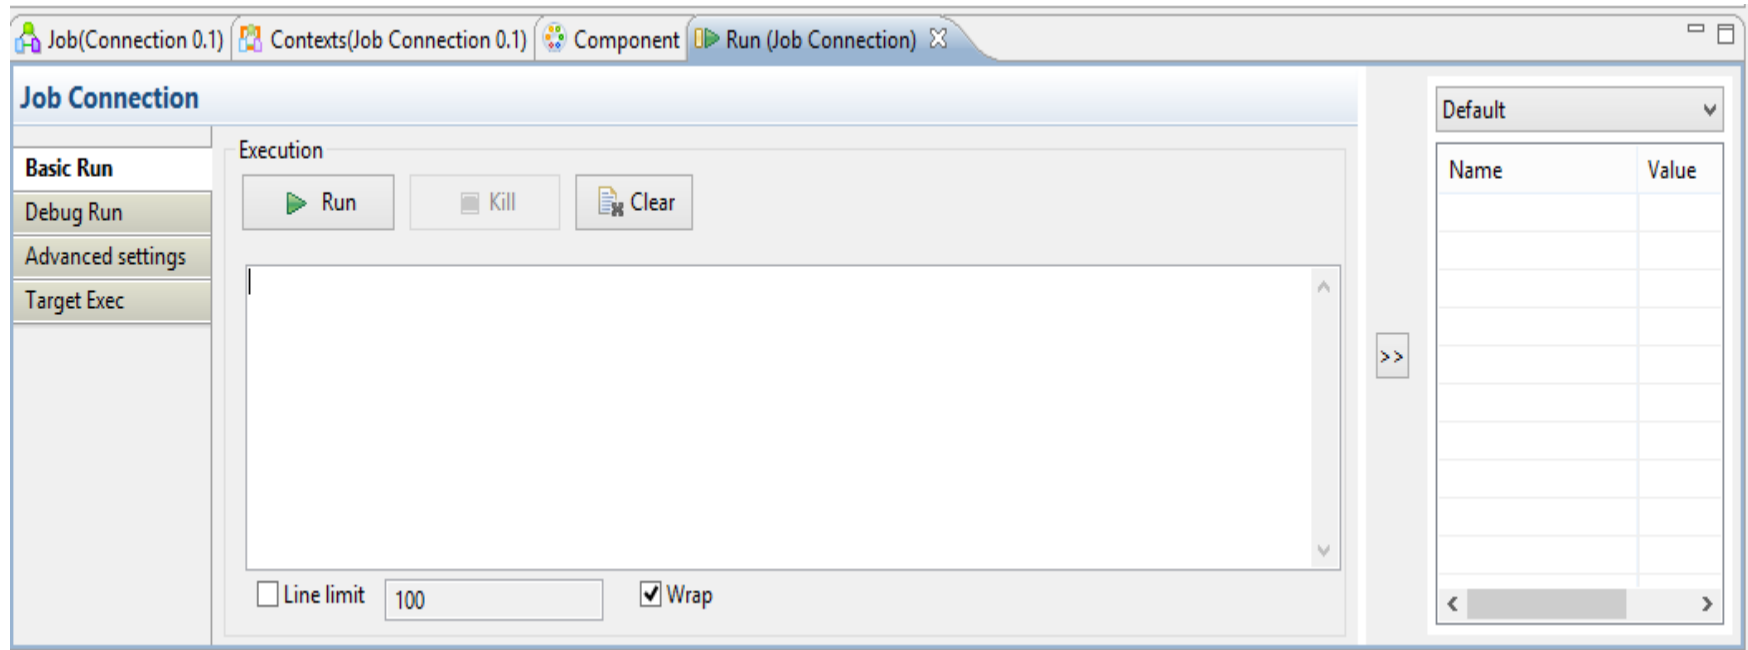 Job(Connection 0.1) Contexts(Job Connection 0.1) Component Run (Job Connection)
Job Connection
Default
Basic Run
Debug Run
Advanced settings
Target Exec
Execution
Run Kill Clear
Line limit 100 Wrap
>>
Name Value